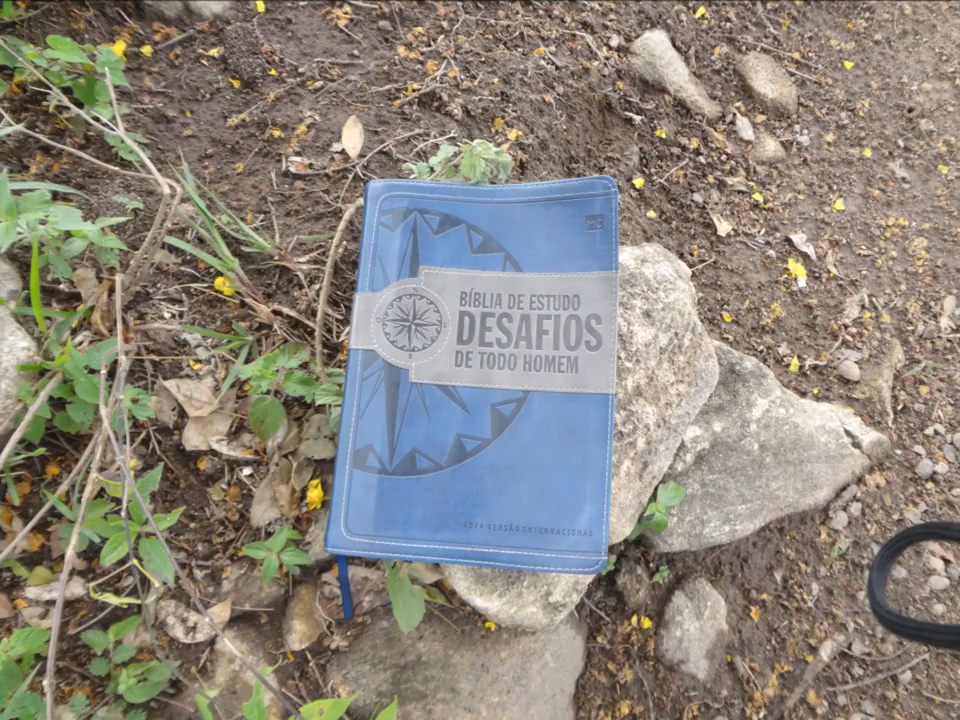 BÍBLIA DE ESTUDO
DESAFIOS
DE TODO HOMEM
NOVA VERSÃO INTERNACIONAL